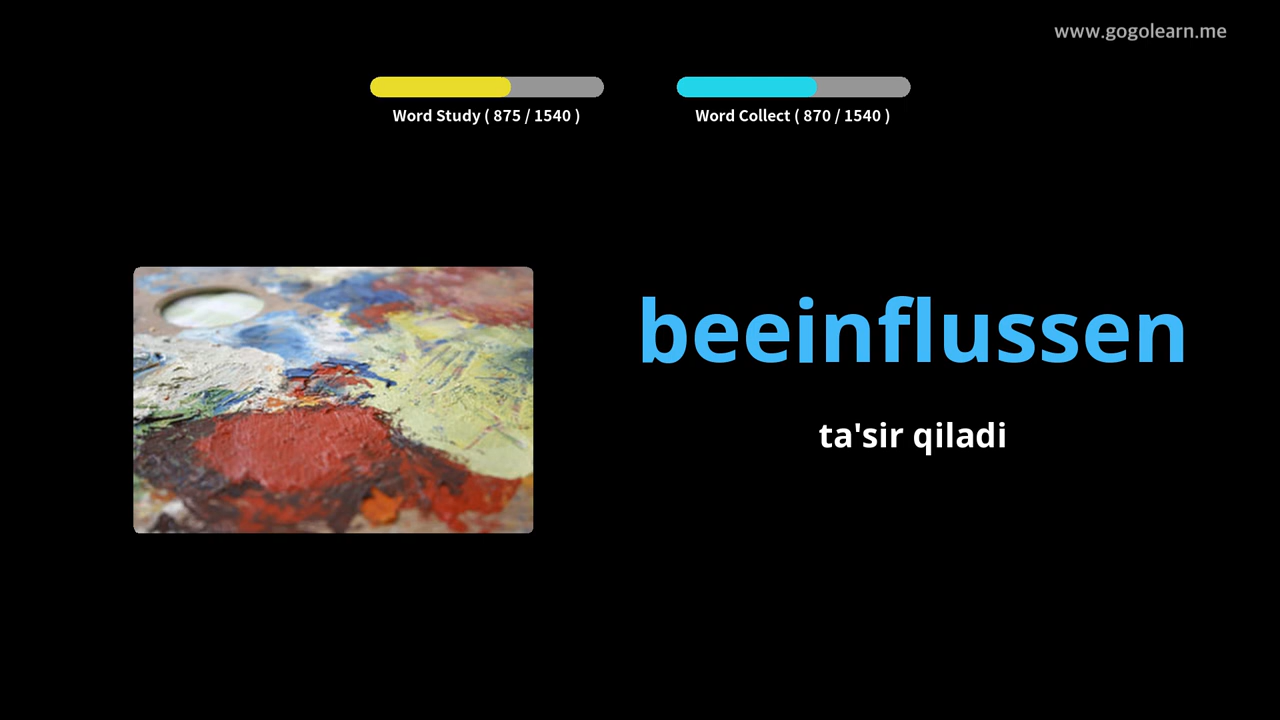 www.gogolearn.me
Word Study ( 875 / 1540 )
Word Collect ( 870 / 1540 )
beeinflussen
ta'sir qiladi